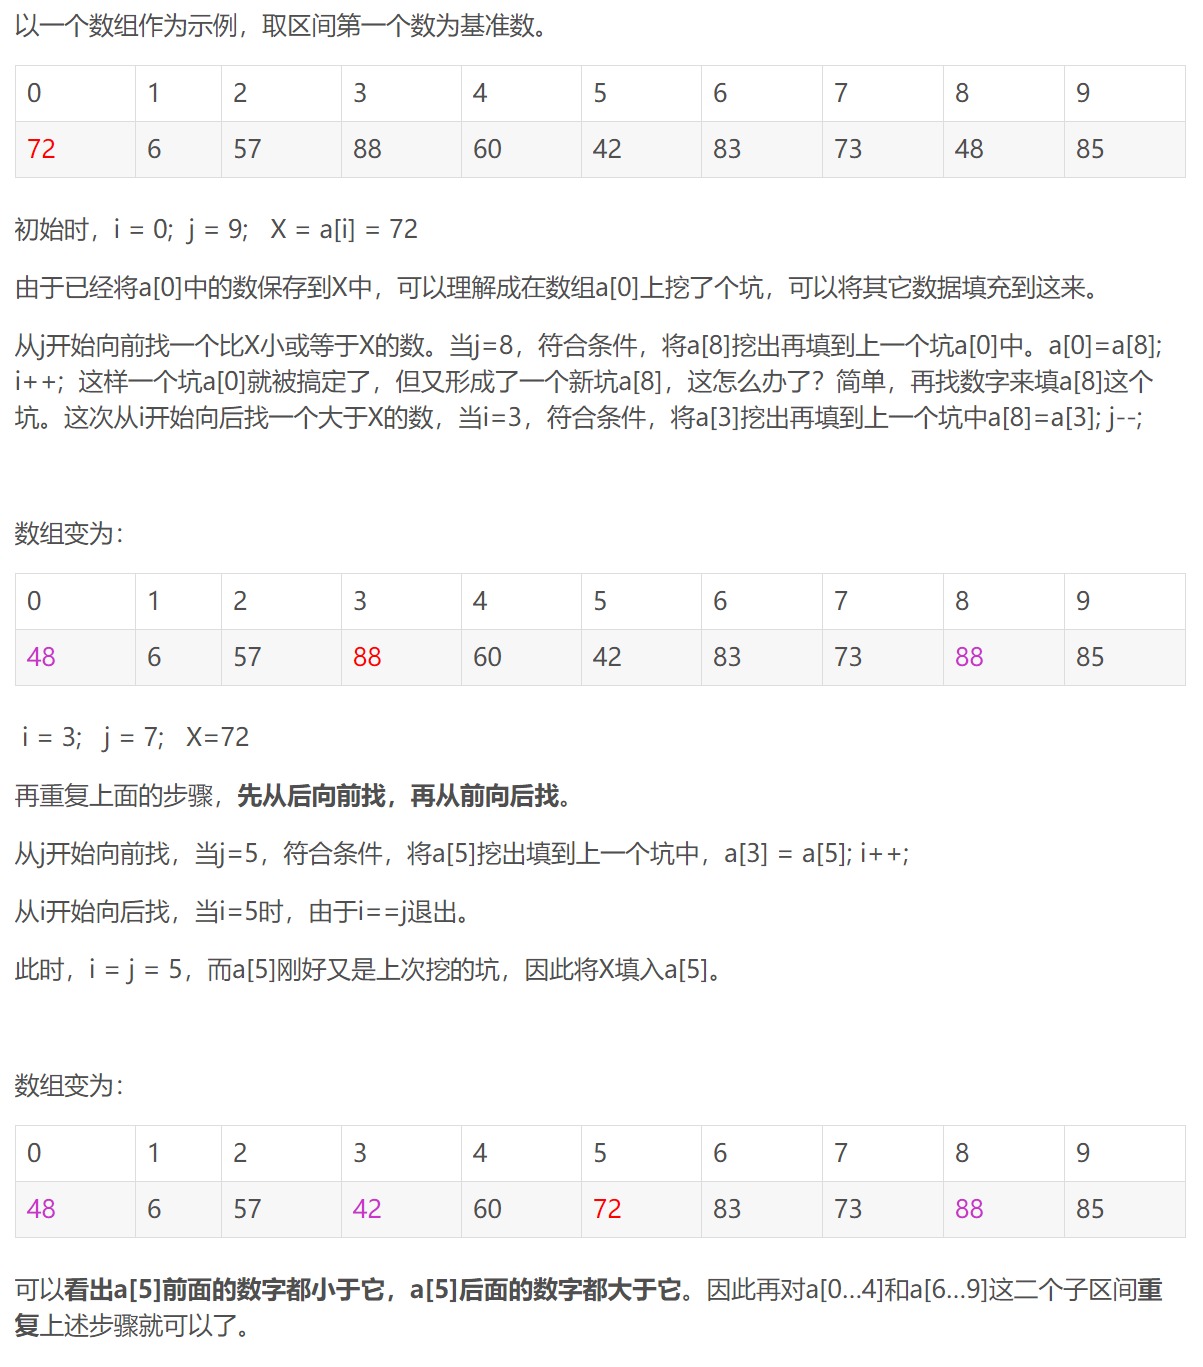 以一个数组作为示例，取区间第一个数为基准数。
0 1 2 3 4 5 6 7 8 9
72 6 57 88 60 42 83 73 48 85
初始时，i = 0;  j = 9;   X = a[i] = 72
由于已经将a[0]中的数保存到X中，可以理解成在数组a[0]上挖了个坑，可以将其它数据填充到这来。
从j开始向前找一个比X小或等于X的数。当j=8，符合条件，将a[8]挖出再填到上一个坑a[0]中。a[0]=a[8];
i++;  这样一个坑a[0]就被搞定了，但又形成了一个新坑a[8]，这怎么办了？简单，再找数字来填a[8]这个
坑。这次从i开始向后找一个大于X的数，当i=3，符合条件，将a[3]挖出再填到上一个坑中a[8]=a[3]; j--;
数组变为：
0 1 2 3 4 5 6 7 8 9
48 6 57 88 60 42 83 73 88 85
i = 3;   j = 7;   X=72
再重复上面的步骤，先从后向前找，再从前向后找。
从j开始向前找，当j=5，符合条件，将a[5]挖出填到上一个坑中，a[3] = a[5]; i++;
从i开始向后找，当i=5时，由于i==j退出。
此时，i = j = 5，而a[5]刚好又是上次挖的坑，因此将X填入a[5]。
数组变为：
0 1 2 3 4 5 6 7 8 9
48 6 57 42 60 72 83 73 88 85
可以看出a[5]前面的数字都小于它，a[5]后面的数字都大于它。因此再对a[0…4]和a[6…9]这二个子区间重
复上述步骤就可以了。